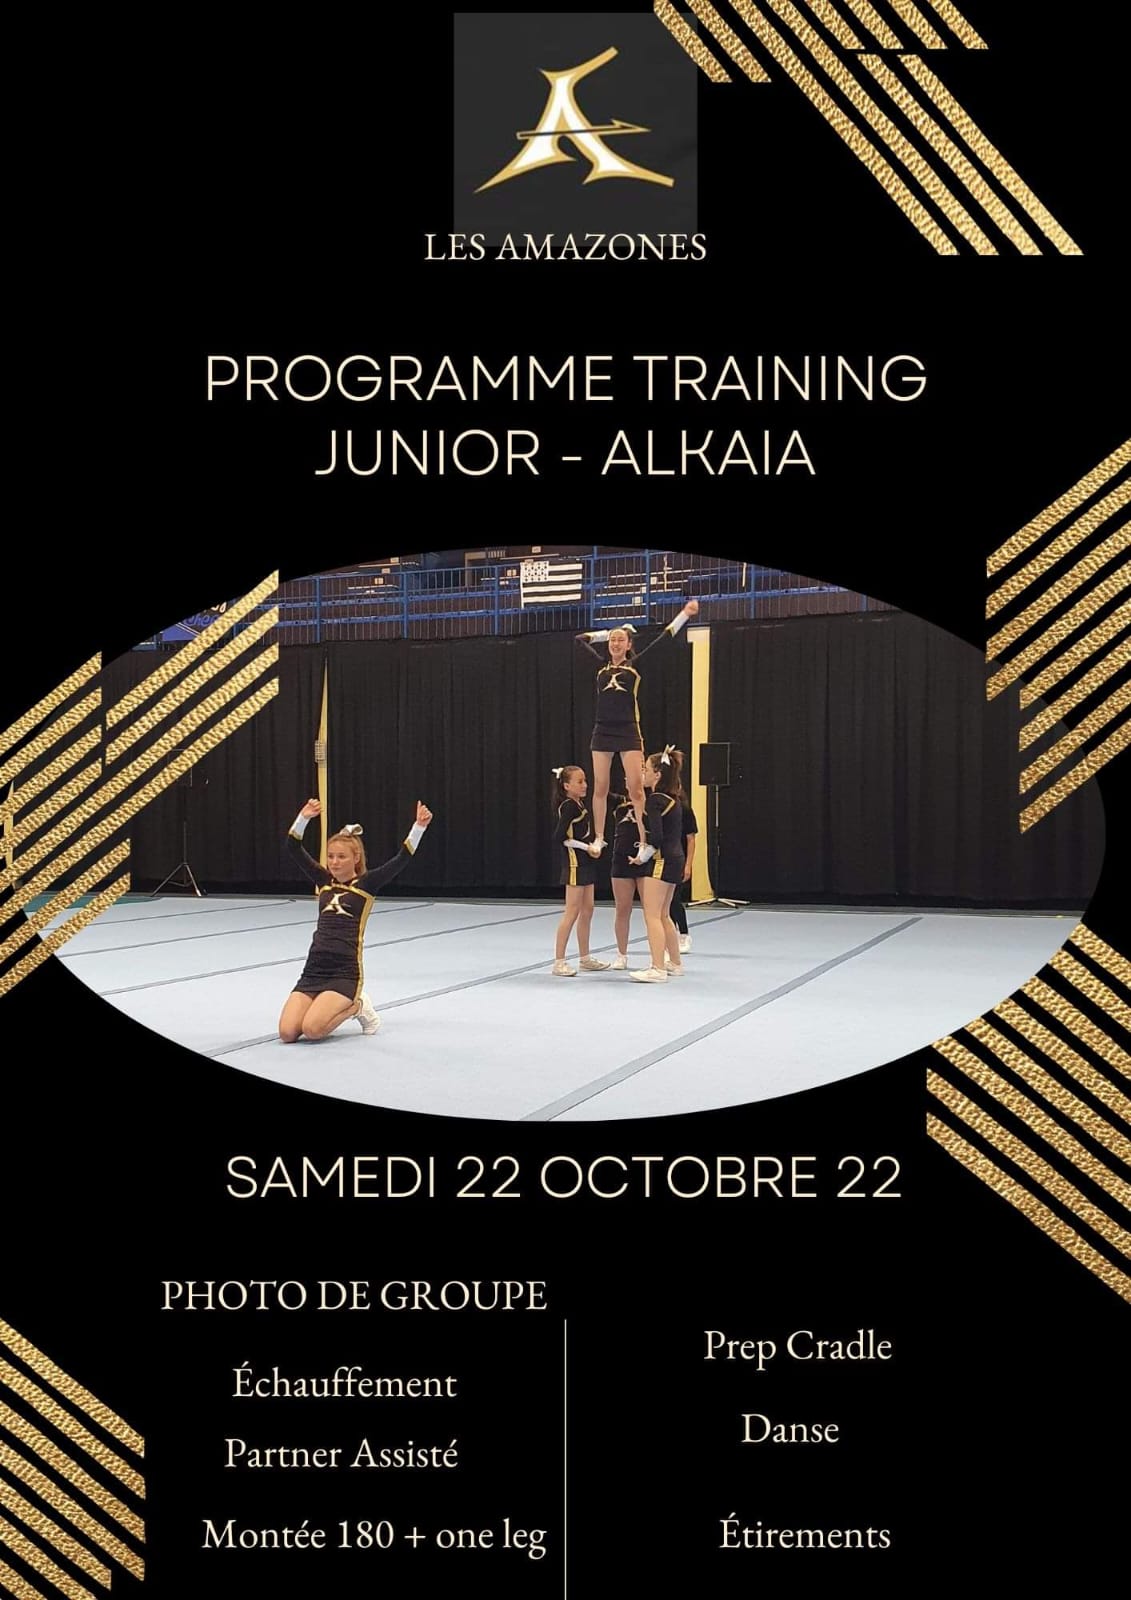 LES AMAZONES
PROGRAMME TRAINING
JUNIOR - ALKAIA
SAMEDI 22 OCTOBRE 22
PHOTO DE GROUPE
Échauffement
Partner Assisté
Montée 180 + one leg
Prep Cradle
Danse
Étirements